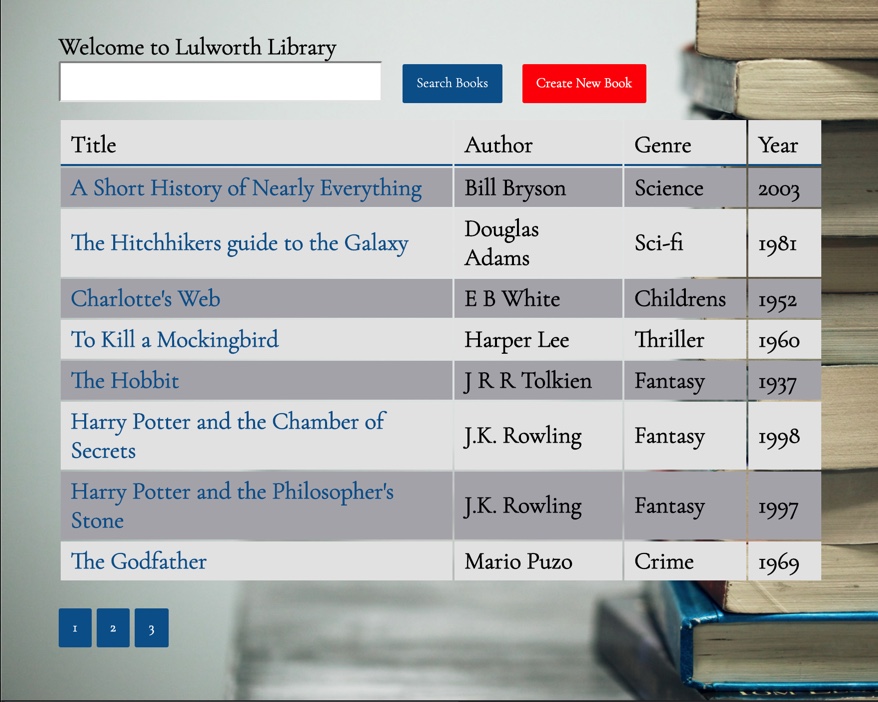 Welcome to Lulworth Library
Search Books
Create New Book
Title Author Genre Year
A Short History of Nearly Everything Bill Bryson Science 2003
The Hitchhikers guide to the Galaxy Douglas Adams Sci-fi 1981
Charlotte's Web E B White Childrens 1952
To Kill a Mockingbird Harper Lee Thriller 1960
The Hobbit J R R Tolkien Fantasy 1937
Harry Potter and the Chamber of
Secrets J.K. Rowling Fantasy 1998
Harry Potter and the Philosopher's
Stone J.K. Rowling Fantasy 1997
The Godfather Mario Puzo Crime 1969
1 2 3